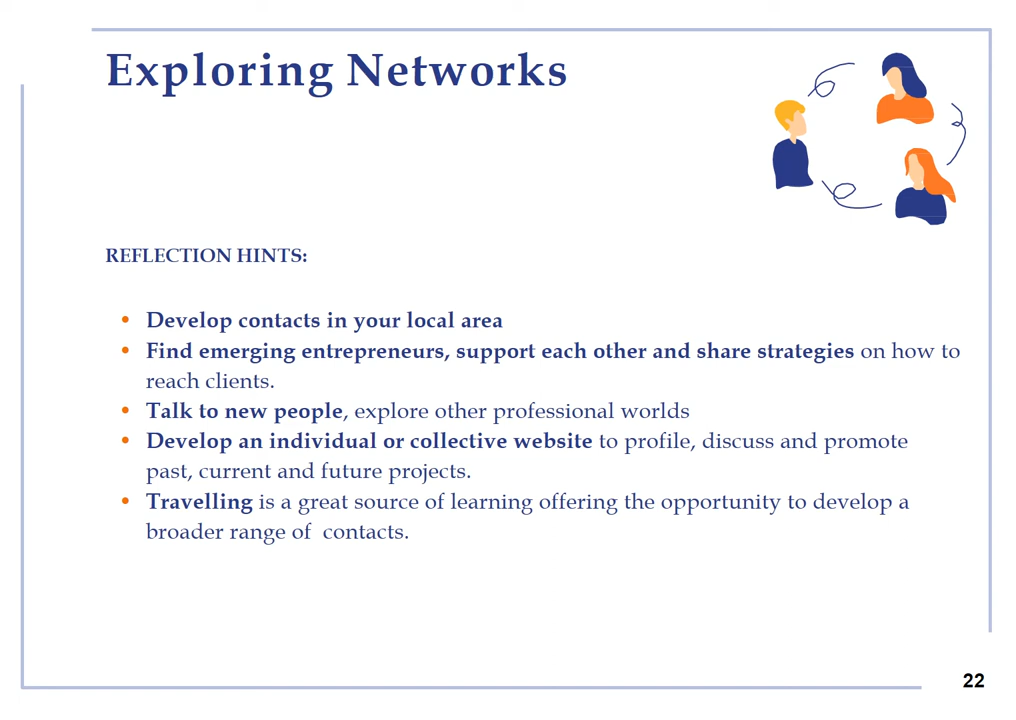 Exploring Networks
REFLECTION HINTS:
• Develop contacts in your local area
• Find emerging entrepreneurs, support each other and share strategies on how to
reach clients.
• Talk to new people, explore other professional worlds
• Develop an individual or collective website to profile, discuss and promote
past, current and future projects.
• Travelling is a great source of learning offering the opportunity to develop a
broader range of  contacts.
22